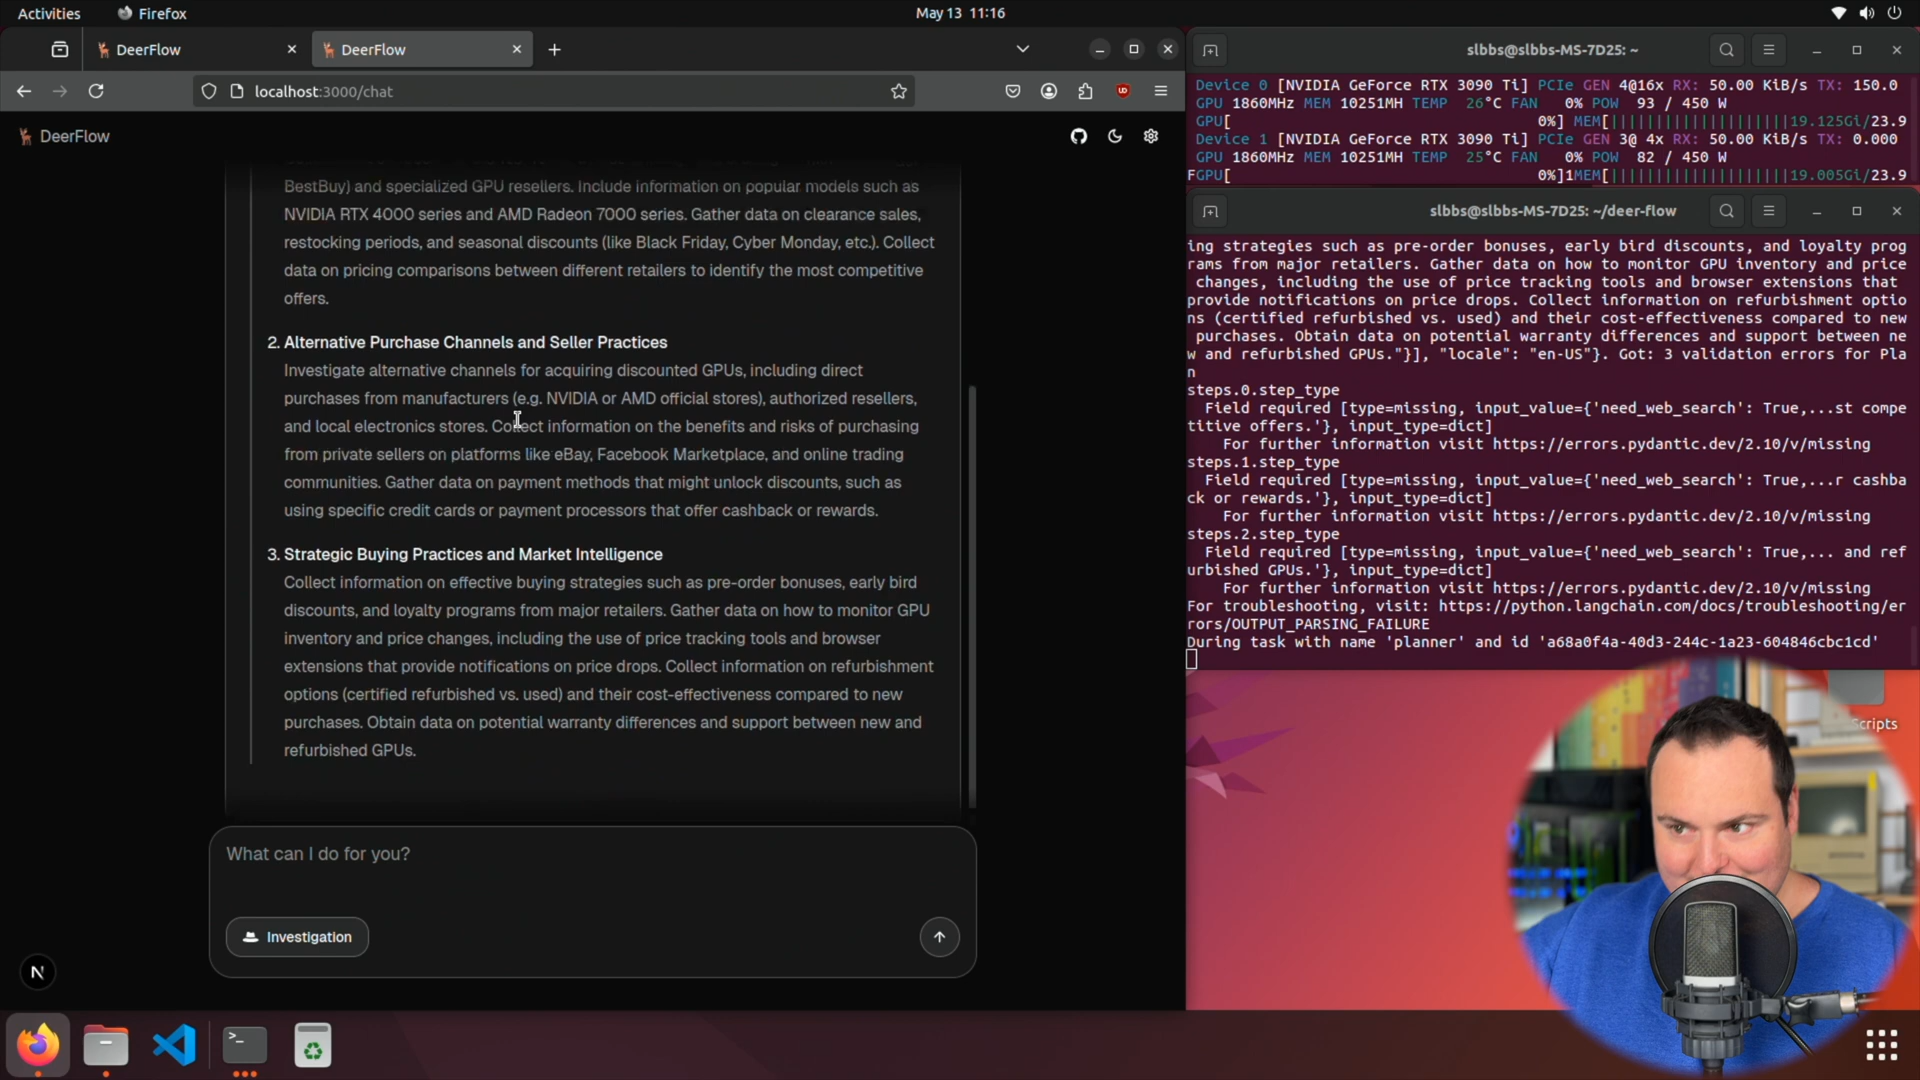 Activities
Firefox
May 13 11:16
DeerFlow
DeerFlow
localhost:3000/chat
DeerFlow
BestBuy) and specialized GPU resellers. Include information on popular models such as
NVIDIA RTX 4000 series and AMD Radeon 7000 series. Gather data on clearance sales,
restocking periods, and seasonal discounts (like Black Friday, Cyber Monday, etc.). Collect
data on pricing comparisons between different retailers to identify the most competitive
offers.
2. Alternative Purchase Channels and Seller Practices
Investigate alternative channels for acquiring discounted GPUs, including direct
purchases from manufacturers (e.g. NVIDIA or AMD official stores), authorized resellers,
and local electronics stores. Collect information on the benefits and risks of purchasing
from private sellers on platforms like eBay, Facebook Marketplace, and online trading
communities. Gather data on payment methods that might unlock discounts, such as
using specific credit cards or payment processors that offer cashback or rewards.
3. Strategic Buying Practices and Market Intelligence
Collect information on effective buying strategies such as pre-order bonuses, early bird
discounts, and loyalty programs from major retailers. Gather data on how to monitor GPU
inventory and price changes, including the use of price tracking tools and browser
extensions that provide notifications on price drops. Collect information on refurbishment
options (certified refurbished vs. used) and their cost-effectiveness compared to new
purchases. Obtain data on potential warranty differences and support between new and
refurbished GPUs.
What can I do for you?
Investigation
N
slbbs@slbbs-MS-7D25: ~
Device 0 [NVIDIA GeForce RTX 3090 Ti] PCIe GEN 4@16x RX: 50.00 KiB/s TX: 150.0
GPU 1860MHz MEM 10251MH TEMP 26°C FAN 0% POW 93 / 450 W
GPU[ 0%] MEM[|||||||||||||||||||19.125Gi/23.9
Device 1 [NVIDIA GeForce RTX 3090 Ti] PCIe GEN 3@ 4x RX: 50.00 KiB/s TX: 0.000
GPU 1860MHz MEM 10251MH TEMP 25°C FAN 0% POW 82 / 450 W
FGPU[ 0%]1MEM[|||||||||||||||||||19.005Gi/23.9
slbbs@slbbs-MS-7D25: ~/deer-flow
ing strategies such as pre-order bonuses, early bird discounts, and loyalty prog
rams from major retailers. Gather data on how to monitor GPU inventory and price
changes, including the use of price tracking tools and browser extensions that
provide notifications on price drops. Collect information on refurbishment optio
ns (certified refurbished vs. used) and their cost-effectiveness compared to new
purchases. Obtain data on potential warranty differences and support between ne
w and refurbished GPUs."}], "locale": "en-US"}. Got: 3 validation errors for Pla
n
steps.0.step_type
Field required [type=missing, input_value={'need_web_search': True,...st compe
titive offers.'}, input_type=dict]
For further information visit https://errors.pydantic.dev/2.10/v/missing
steps.1.step_type
Field required [type=missing, input_value={'need_web_search': True,...r cashba
ck or rewards.'}, input_type=dict]
For further information visit https://errors.pydantic.dev/2.10/v/missing
steps.2.step_type
Field required [type=missing, input_value={'need_web_search': True,... and ref
urbished GPUs.'}, input_type=dict]
For further information visit https://errors.pydantic.dev/2.10/v/missing
For troubleshooting, visit: https://python.langchain.com/docs/troubleshooting/er
rors/OUTPUT_PARSING_FAILURE
During task with name 'planner' and id 'a68a0f4a-40d3-244c-1a23-604846cbc1cd'
Scripts